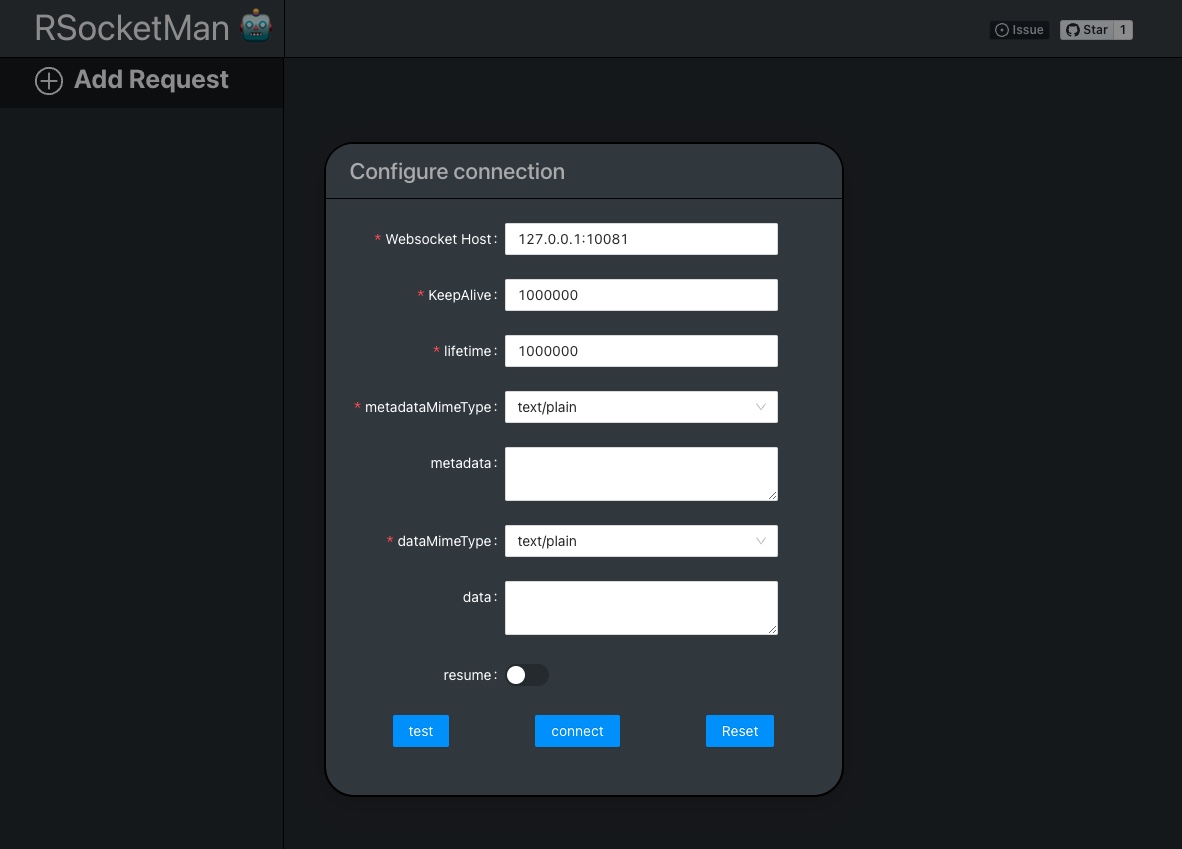 RSocketMan 🤖
Issue
Star 1
Add Request
Configure connection
* Websocket Host: 127.0.0.1:10081
* KeepAlive: 1000000
* lifetime: 1000000
* metadataMimeType: text/plain
metadata:
* dataMimeType: text/plain
data:
resume:
test connect Reset